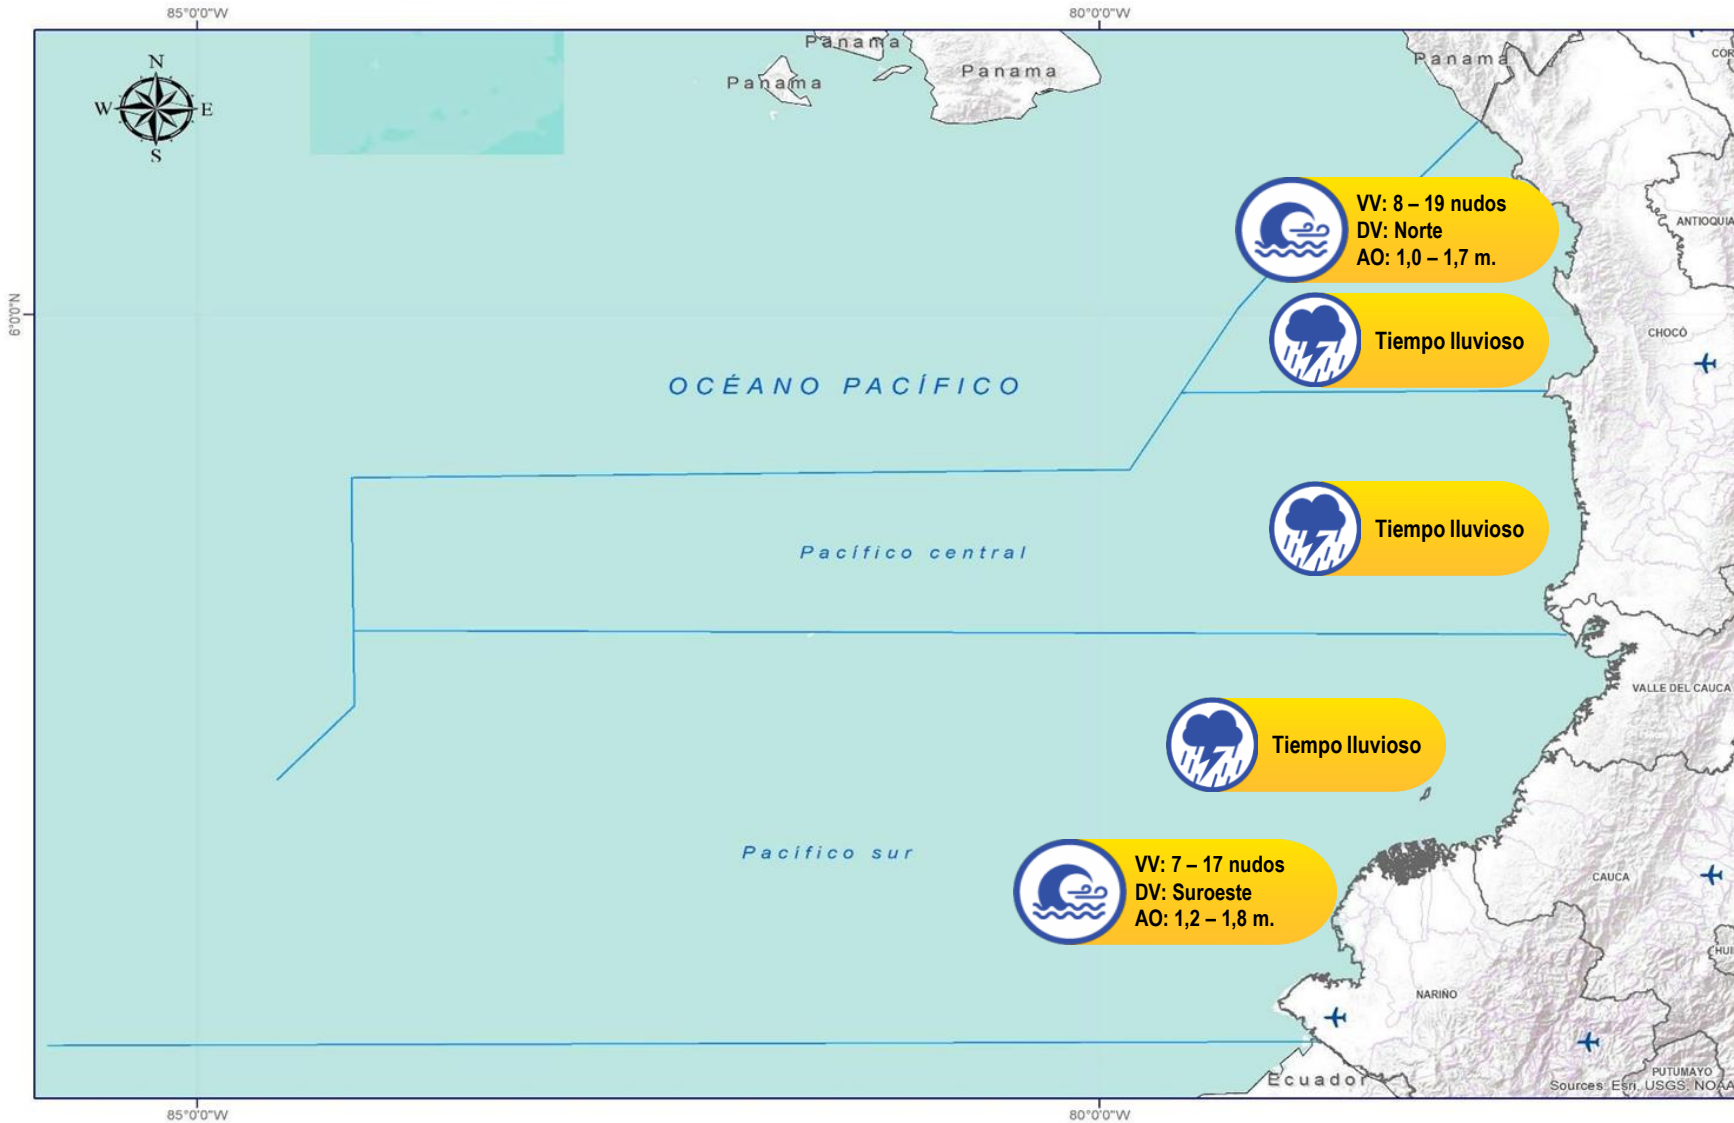 85°0'0"W
80°0'0"W
Panama
Panama
Panama
Panama
COR
N
W
E
S
VV: 8 – 19 nudos
DV: Norte
AO: 1,0 – 1,7 m.
ANTIOQUIA
6°0'0"N
Tiempo lluvioso
CHOCÓ
OCÉANO PACÍFICO
Tiempo lluvioso
Pacífico central
VALLE DEL CAUCA
Tiempo lluvioso
Pacífico sur
VV: 7 – 17 nudos
DV: Suroeste
AO: 1,2 – 1,8 m.
CAUCA
HUI
NARIÑO
PUTUMAYO
Ecuador
Sources: Esri, USGS, NOAA
85°0'0"W
80°0'0"W